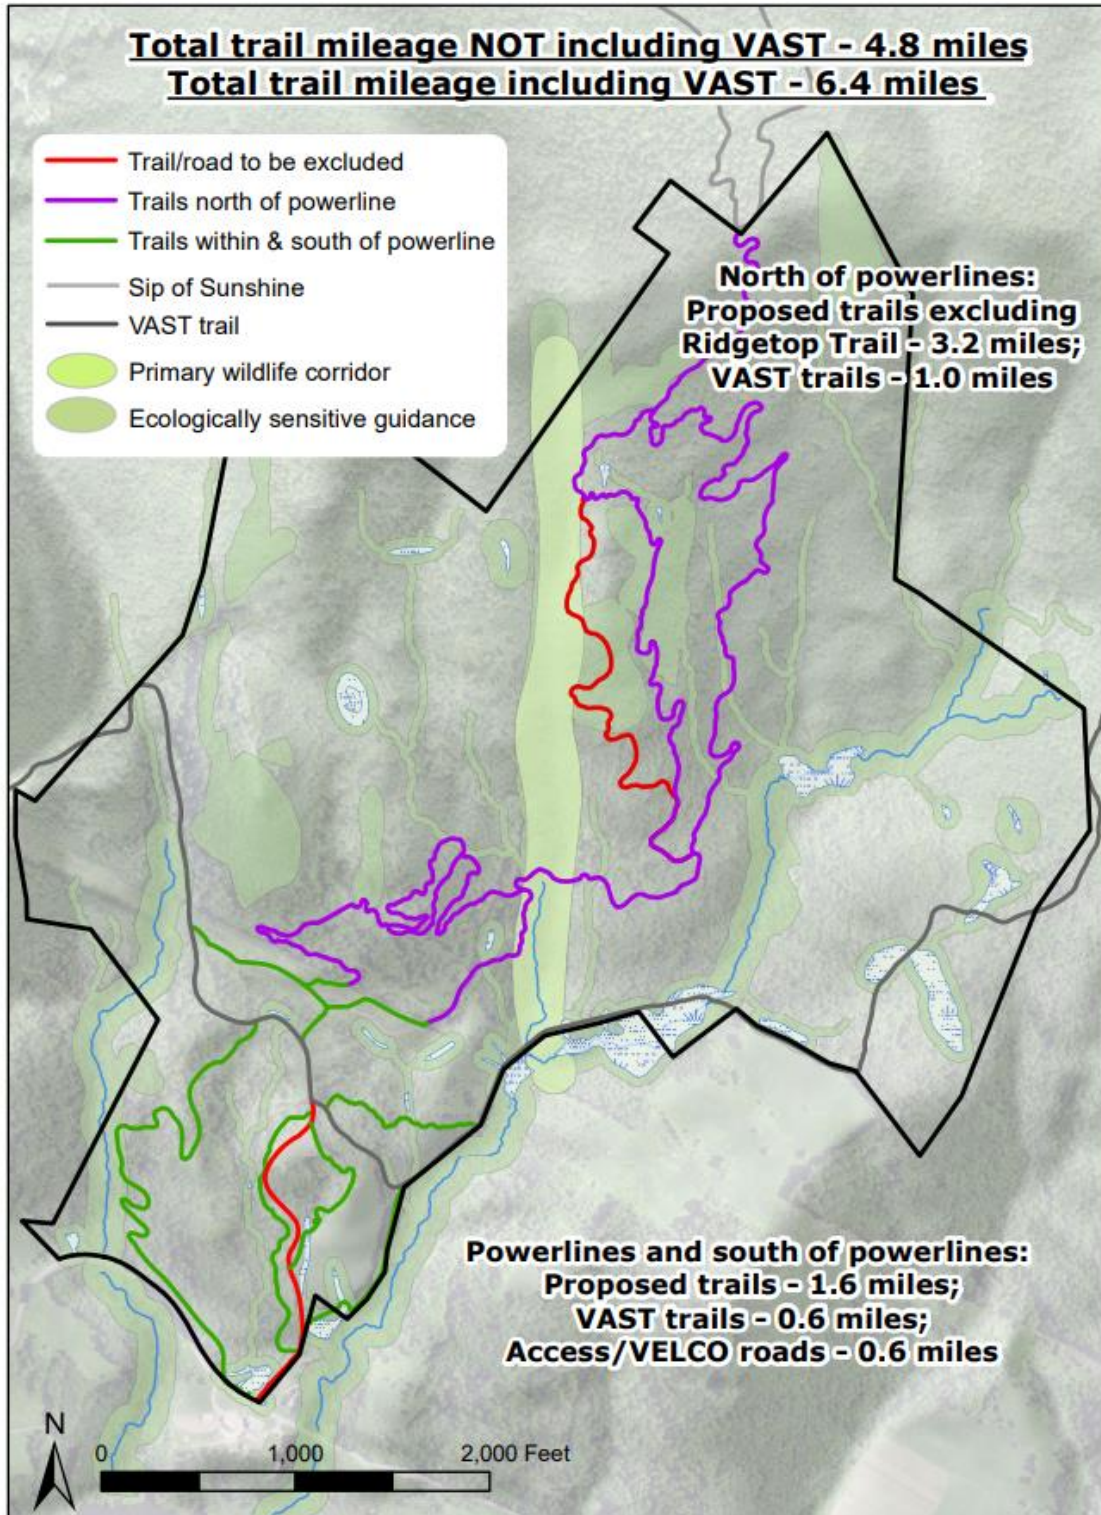 Total trail mileage NOT including VAST - 4.8 miles
Total trail mileage including VAST - 6.4 miles
Trail/road to be excluded
Trails north of powerline
Trails within & south of powerline
Sip of Sunshine
VAST trail
Primary wildlife corridor
Ecologically sensitive guidance
North of powerlines:
Proposed trails excluding
Ridgetop Trail - 3.2 miles;
VAST trails - 1.0 miles
Powerlines and south of powerlines:
Proposed trails - 1.6 miles;
VAST trails - 0.6 miles;
Access/VELCO roads - 0.6 miles
N
0 1,000 2,000 Feet